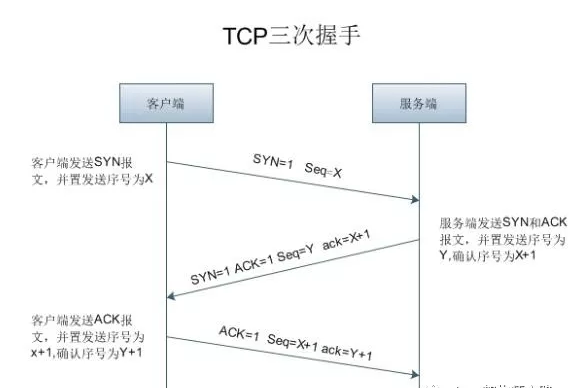 TCP三次握手
客户端
服务端
客户端发送SYN报
文，并置发送序号为X
SYN=1 Seq=X
服务端发送SYN和ACK
报文，并置发送序号为
Y,确认序号为X+1
SYN=1 ACK=1 Seq=Y ack=X+1
客户端发送ACK报
文，并置发送序号为
x+1,确认序号为Y+1
ACK=1 Seq=X+1 ack=Y+1